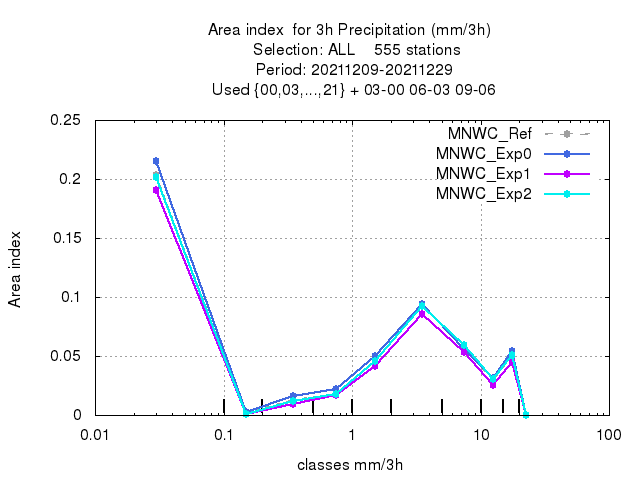 Area index  for 3h Precipitation (mm/3h)
Selection: ALL    555 stations
Period: 20211209-20211229
Used {00,03,...,21} + 03-00 06-03 09-06
MNWC_Ref
MNWC_Exp0
MNWC_Exp1
MNWC_Exp2
Area index
0.25
0.2
0.15
0.1
0.05
0
0.01
0.1
1
10
100
classes mm/3h